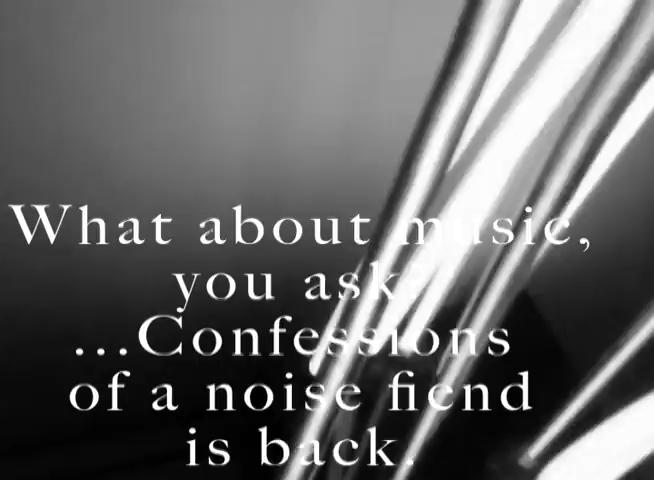 What about music,
you ask?
...Confessions
of a noise fiend
is back.